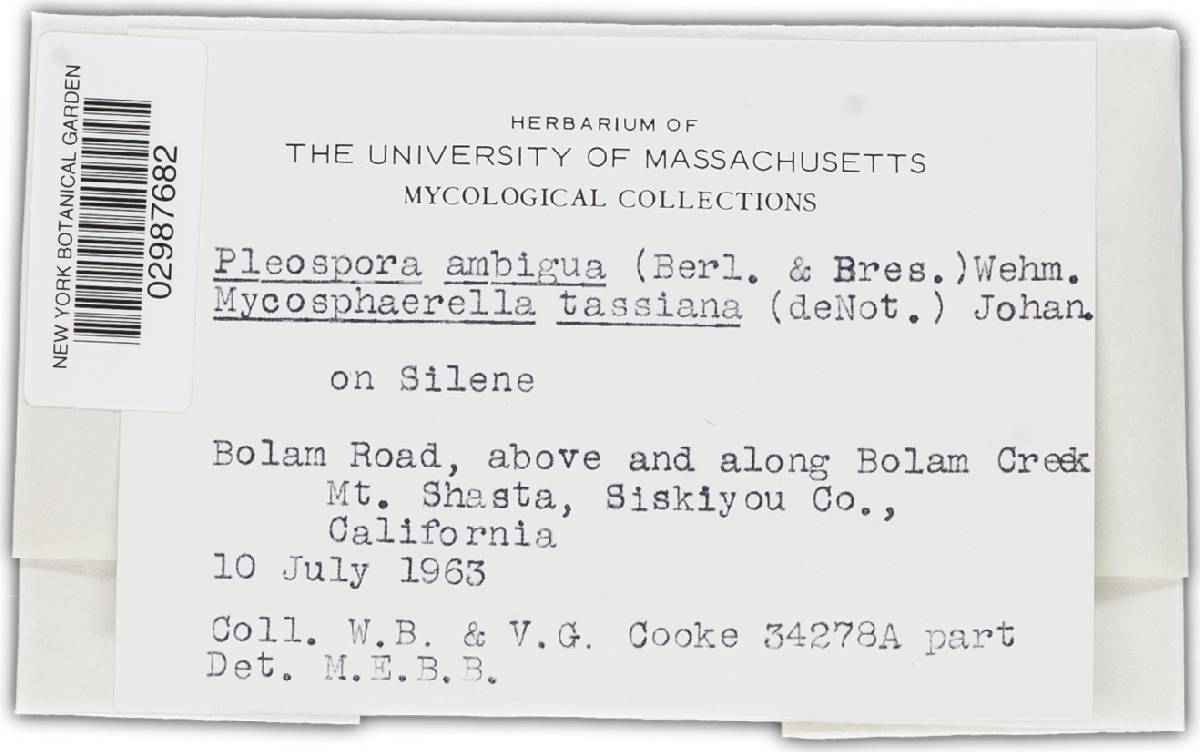 NEW YORK BOTANICAL GARDEN
02987682
HERBARIUM OF
THE UNIVERSITY OF MASSACHUSETTS
MYCOLOGICAL COLLECTIONS
Pleospora ambigua (Berl. & Bres.)Wehm.
Mycosphaerella tassiana (deNot.) Johan.
on Silene
Bolam Road, above and along Bolam Creek
Mt. Shasta, Siskiyou Co.,
California
10 July 1963
Coll. W.B. & V.G. Cooke 34278A part
Det. M.E.B.B.